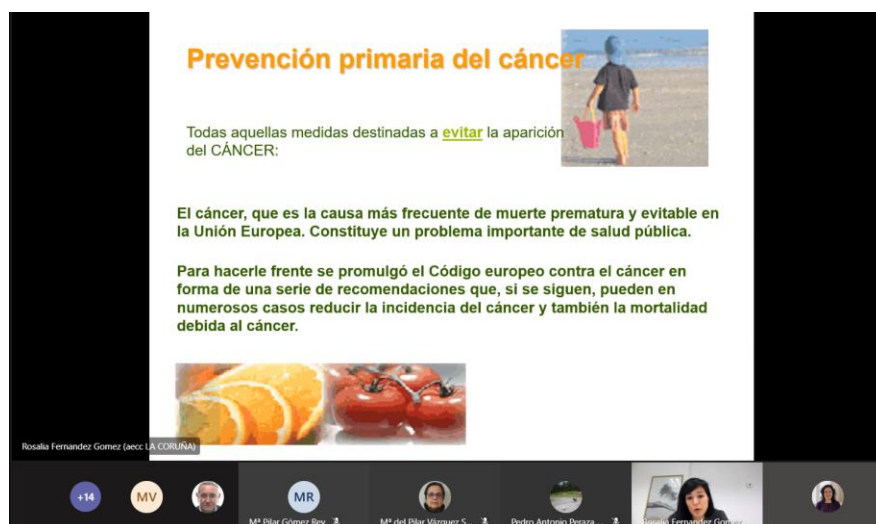 Prevención primaria del cáncer
Todas aquellas medidas destinadas a evitar la aparición
del CÁNCER:
El cáncer, que es la causa más frecuente de muerte prematura y evitable en
la Unión Europea. Constituye un problema importante de salud pública.
Para hacerle frente se promulgó el Código europeo contra el cáncer en
forma de una serie de recomendaciones que, si se siguen, pueden en
numerosos casos reducir la incidencia del cáncer y también la mortalidad
debida al cáncer.
Rosalia Fernandez Gomez (aecc LA CORUÑA)
+14
MV
MR
Mª Pilar Gómez Rey
Mª del Pilar Vázquez S...
Pedro Antonio Peraza...
Rosalia Fernandez Gomez